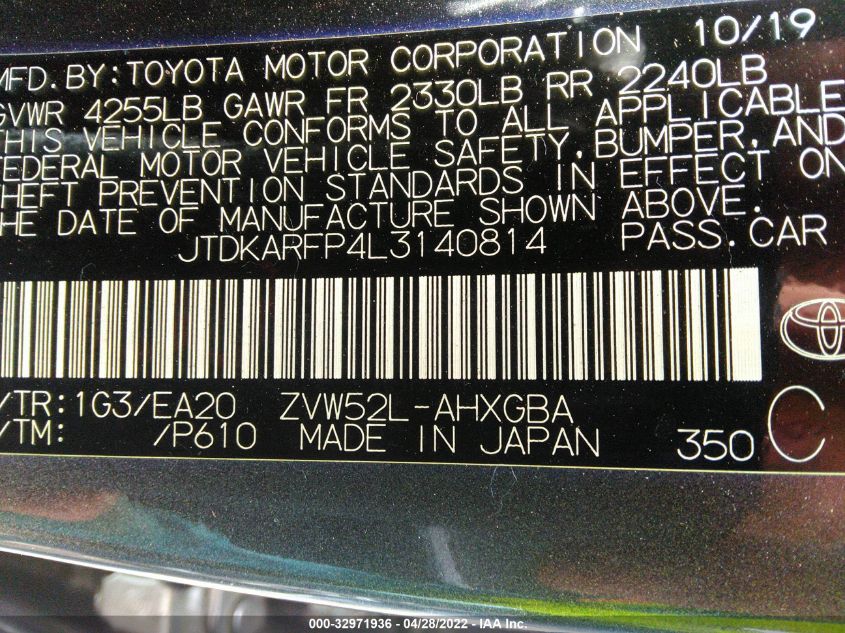 MFD. BY: TOYOTA MOTOR CORPORATION 10/19
GVWR 4255LB GAWR FR 2330LB RR 2240LB
THIS VEHICLE CONFORMS TO ALL APPLICABLE
FEDERAL MOTOR VEHICLE SAFETY, BUMPER, AND
THEFT PREVENTION STANDARDS IN EFFECT ON
THE DATE OF MANUFACTURE SHOWN ABOVE.
JTDKARFP4L3140814 PASS. CAR
/TR: 1G3/EA20 ZVW52L-AHXGBA
/TM: /P610 MADE IN JAPAN 350 C
000-32971936 - 04/28/2022 - IAA Inc.